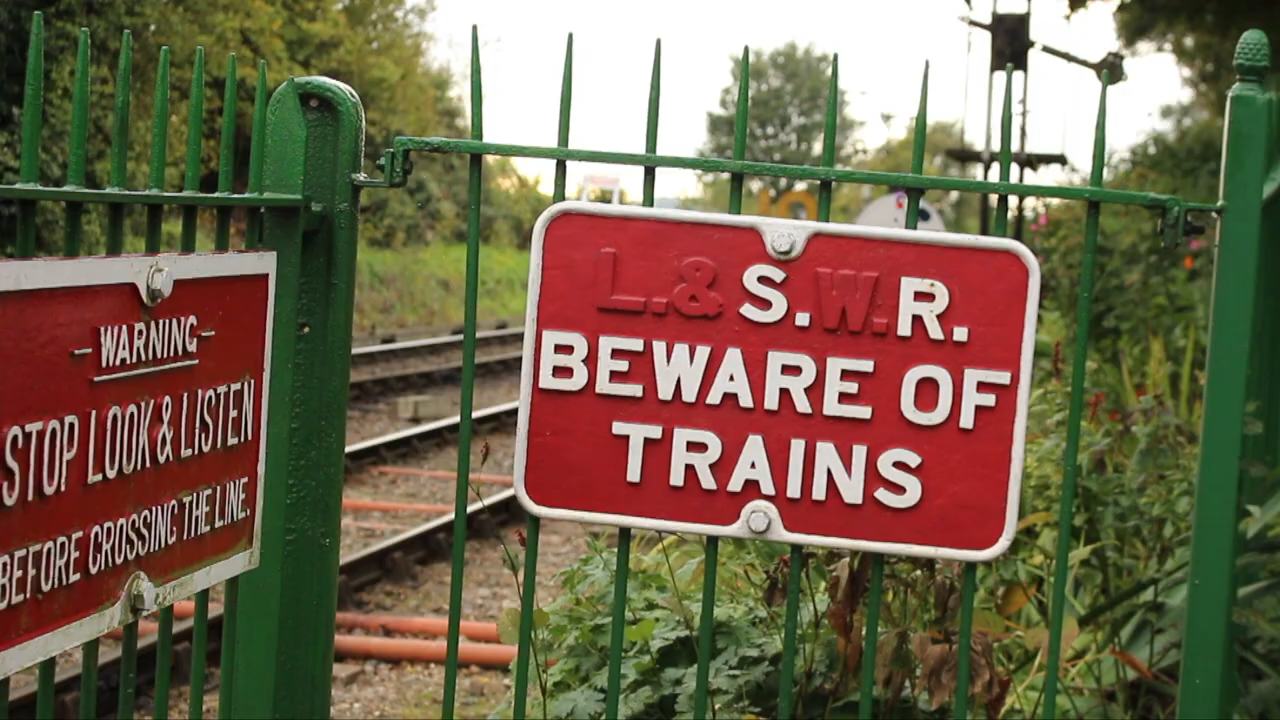 - WARNING -
STOP LOOK & LISTEN
BEFORE CROSSING THE LINE.
L.& S. W. R.
BEWARE OF
TRAINS